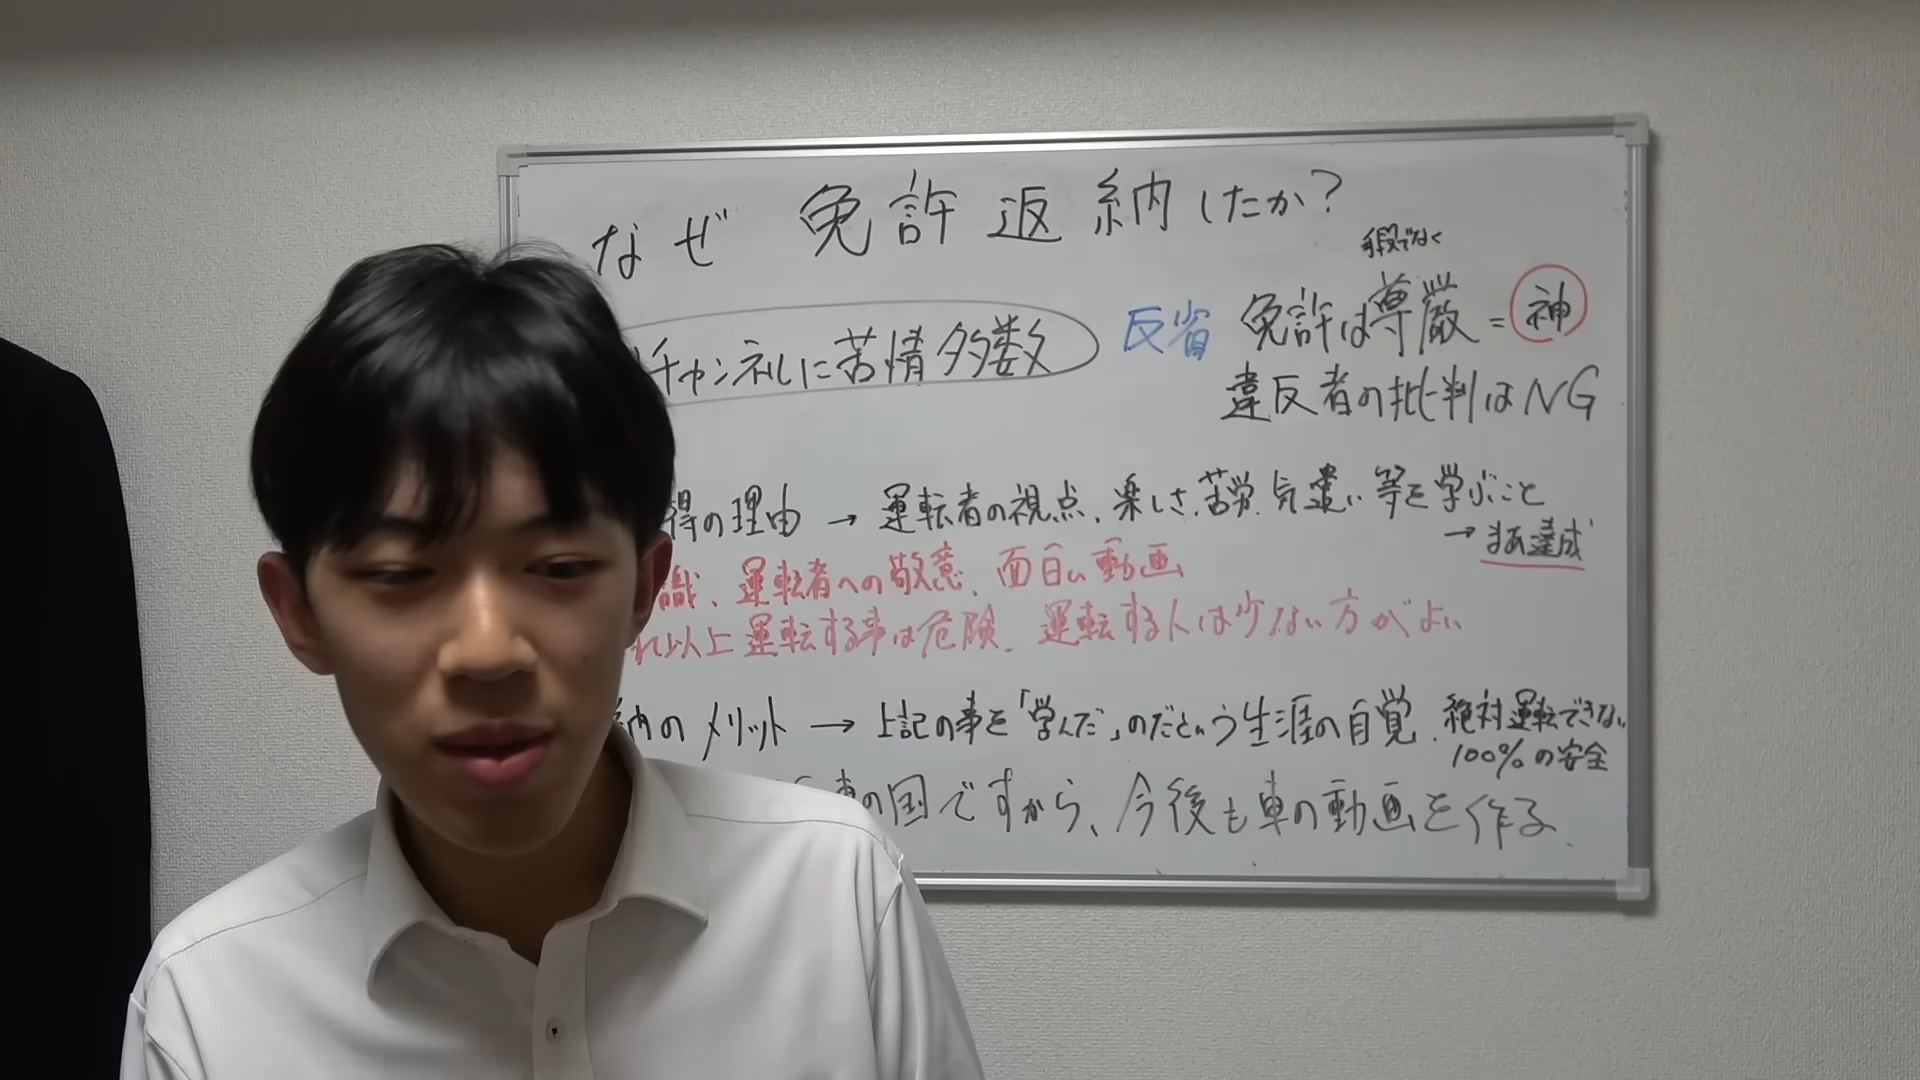 なぜ 免許返納したか?
手段でなく
チャンネルに苦情多数
反省 免許は尊厳=神
違反者の批判はNG
得の理由 → 運転者の視点、楽しさ、苦労、気遣い等を学ぶこと
→まあ達成
識、運転者への敬意、面白い動画
れ以上運転する事は危険、運転する人は少ない方がよい
納のメリット → 上記の事を「学んだ」のだという生涯の自覚、絶対運転できない
100%の安全
車の国ですから、今後も車の動画を作る、